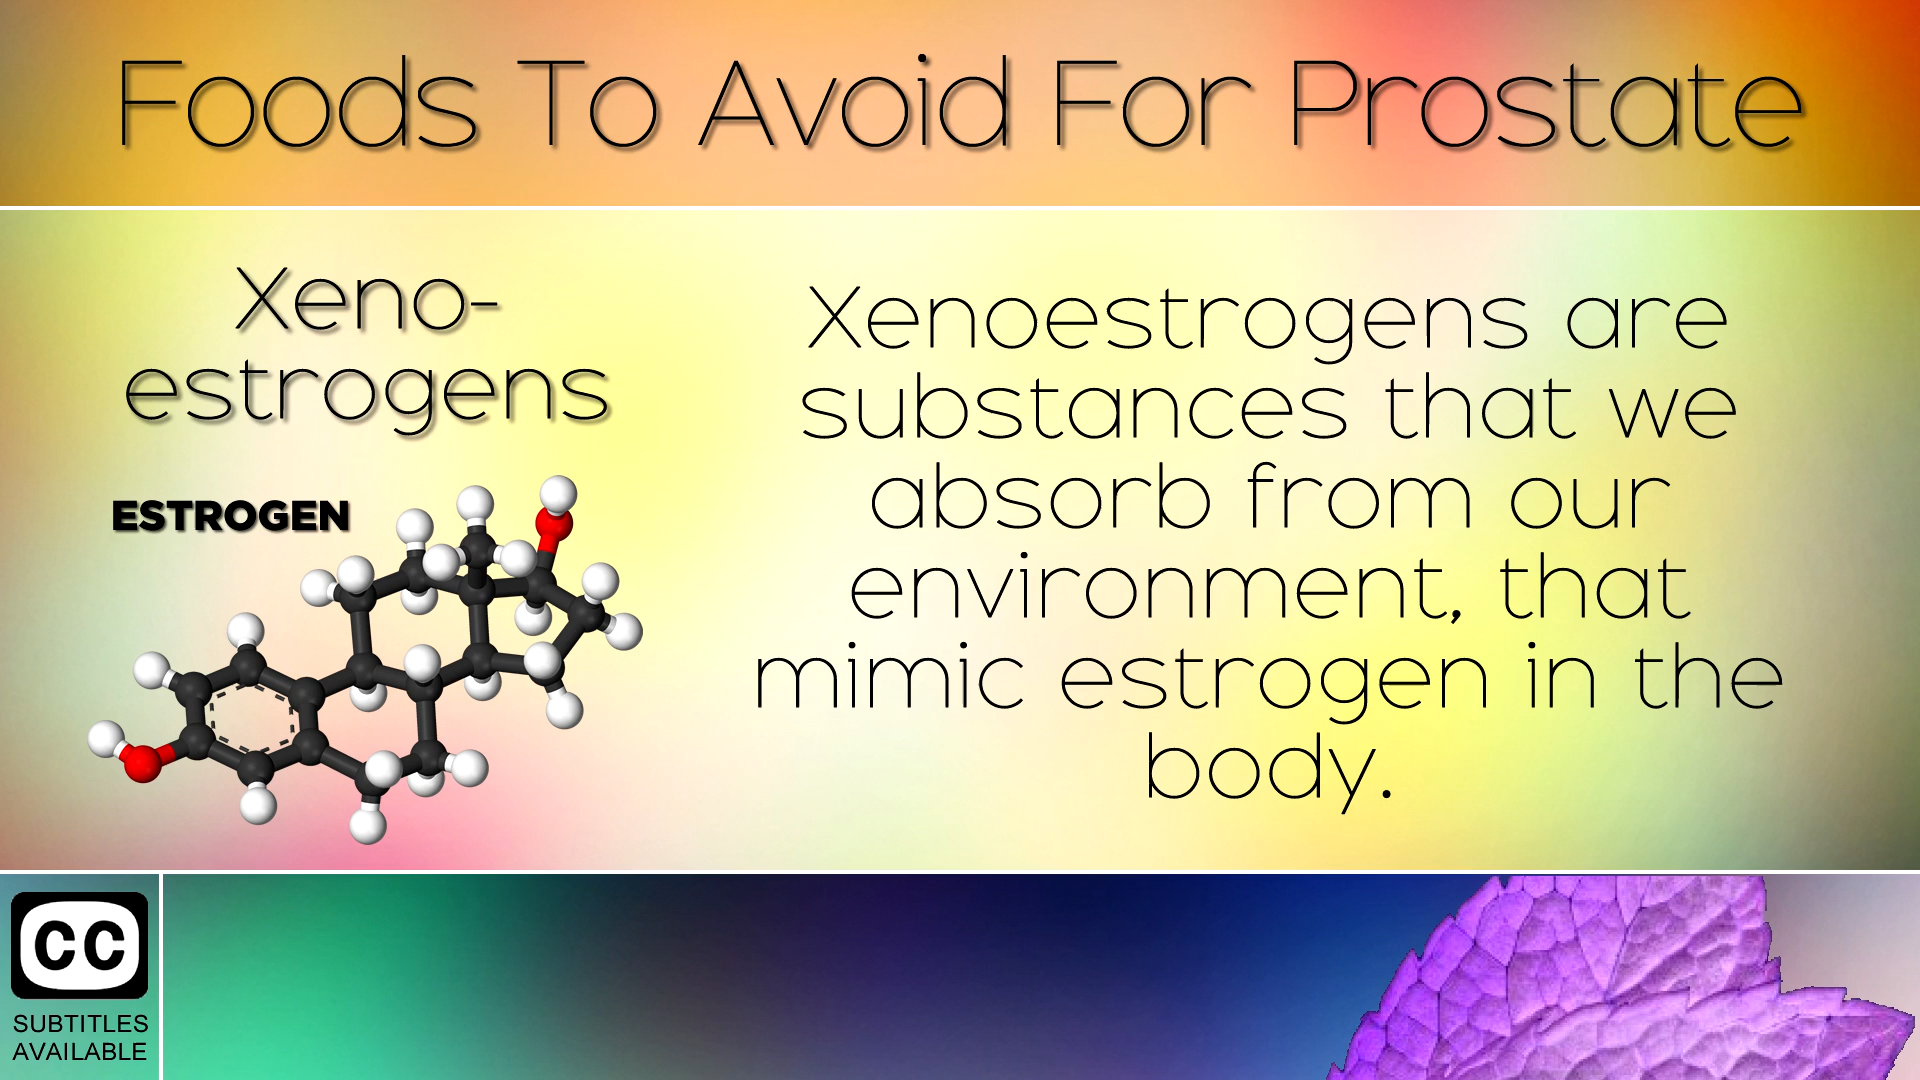 Foods To Avoid For Prostate
Xeno-
estrogens
ESTROGEN
Xenoestrogens are
substances that we
absorb from our
environment, that
mimic estrogen in the
body.
CC
SUBTITLES
AVAILABLE